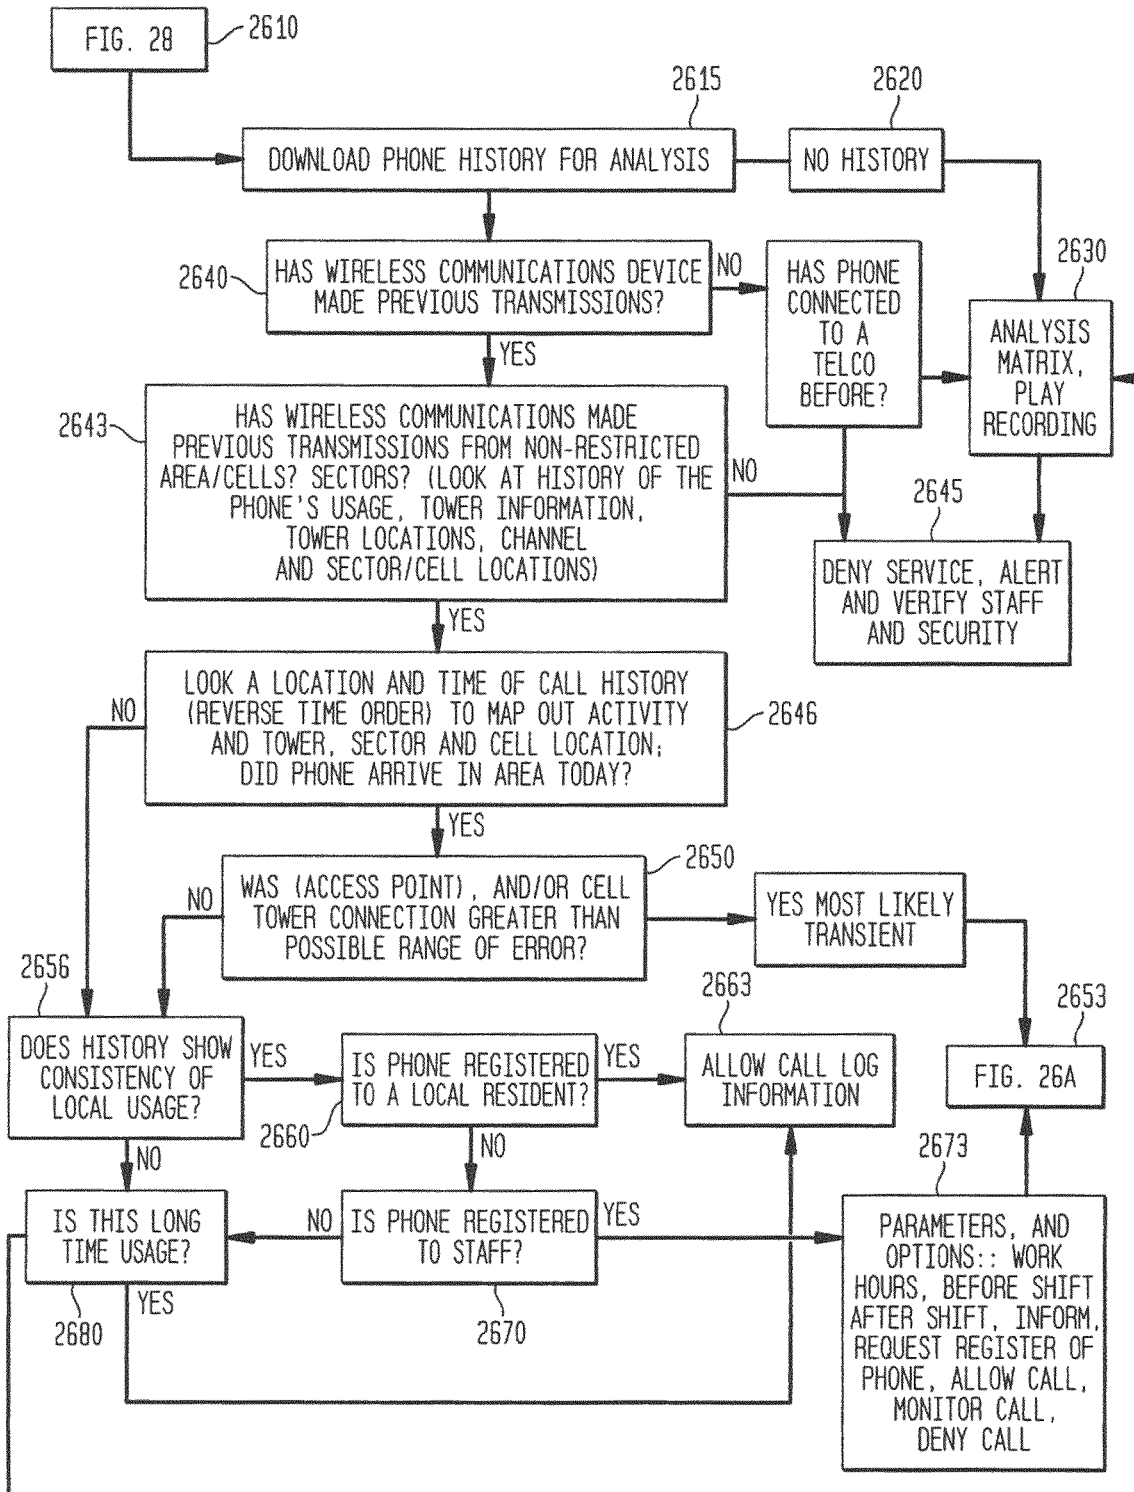 FIG. 28
2610
2615
2620
DOWNLOAD PHONE HISTORY FOR ANALYSIS
NO HISTORY
2640
HAS WIRELESS COMMUNICATIONS DEVICE
MADE PREVIOUS TRANSMISSIONS?
NO
HAS PHONE
CONNECTED
TO A
TELCO
BEFORE?
2630
ANALYSIS
MATRIX,
PLAY
RECORDING
YES
2643
HAS WIRELESS COMMUNICATIONS MADE
PREVIOUS TRANSMISSIONS FROM NON-RESTRICTED
AREA/CELLS? SECTORS? (LOOK AT HISTORY OF THE
PHONE'S USAGE, TOWER INFORMATION,
TOWER LOCATIONS, CHANNEL
AND SECTOR/CELL LOCATIONS)
NO
2645
DENY SERVICE, ALERT
AND VERIFY STAFF
AND SECURITY
YES
NO
LOOK A LOCATION AND TIME OF CALL HISTORY
(REVERSE TIME ORDER) TO MAP OUT ACTIVITY
AND TOWER, SECTOR AND CELL LOCATION;
DID PHONE ARRIVE IN AREA TODAY?
2646
YES
2650
NO
WAS (ACCESS POINT), AND/OR CELL
TOWER CONNECTION GREATER THAN
POSSIBLE RANGE OF ERROR?
YES MOST LIKELY
TRANSIENT
2656
2663
2653
DOES HISTORY SHOW
CONSISTENCY OF
LOCAL USAGE?
YES
IS PHONE REGISTERED
TO A LOCAL RESIDENT?
2660
YES
ALLOW CALL LOG
INFORMATION
FIG. 26A
NO
NO
2673
IS THIS LONG
TIME USAGE?
NO
IS PHONE REGISTERED
TO STAFF?
YES
PARAMETERS, AND
OPTIONS:: WORK
HOURS, BEFORE SHIFT
AFTER SHIFT, INFORM,
REQUEST REGISTER OF
PHONE, ALLOW CALL,
MONITOR CALL,
DENY CALL
2680
YES
2670